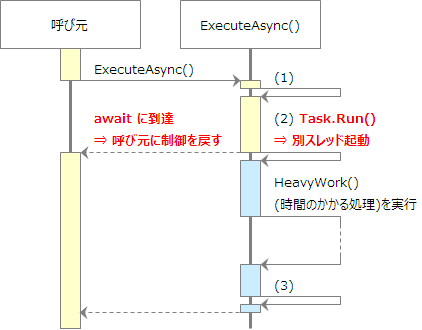 呼び元
ExecuteAsync()
ExecuteAsync()
(1)
await に到達
⇒ 呼び元に制御を戻す
(2) Task.Run()
⇒ 別スレッド起動
HeavyWork()
(時間のかかる処理)を実行
(3)